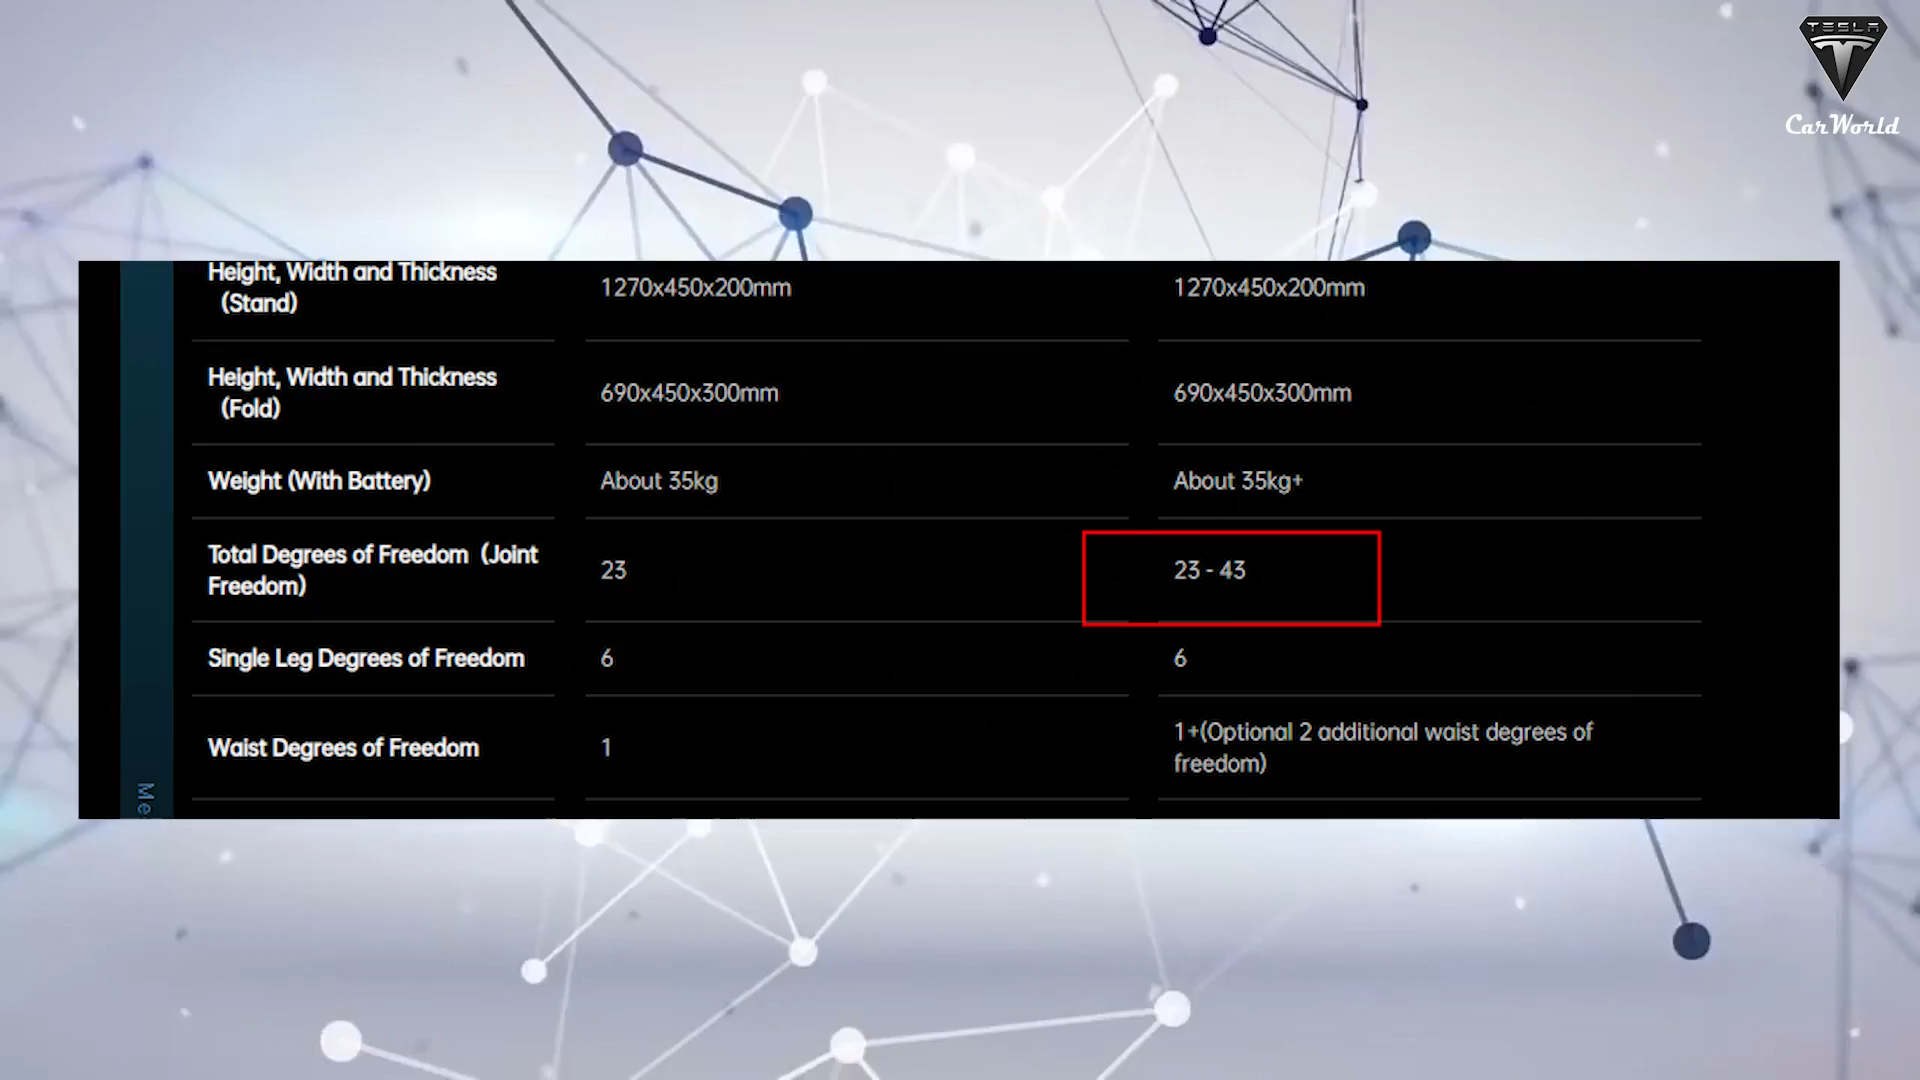 TESLA
CarWorld
Height, Width and Thickness
(Stand)
1270x450x200mm
1270x450x200mm
Height, Width and Thickness
(Fold)
690x450x300mm
690x450x300mm
Weight (With Battery)
About 35kg
About 35kg+
Total Degrees of Freedom (Joint
Freedom)
23
23 - 43
Single Leg Degrees of Freedom
6
6
Waist Degrees of Freedom
1
1+(Optional 2 additional waist degrees of
freedom)
Me